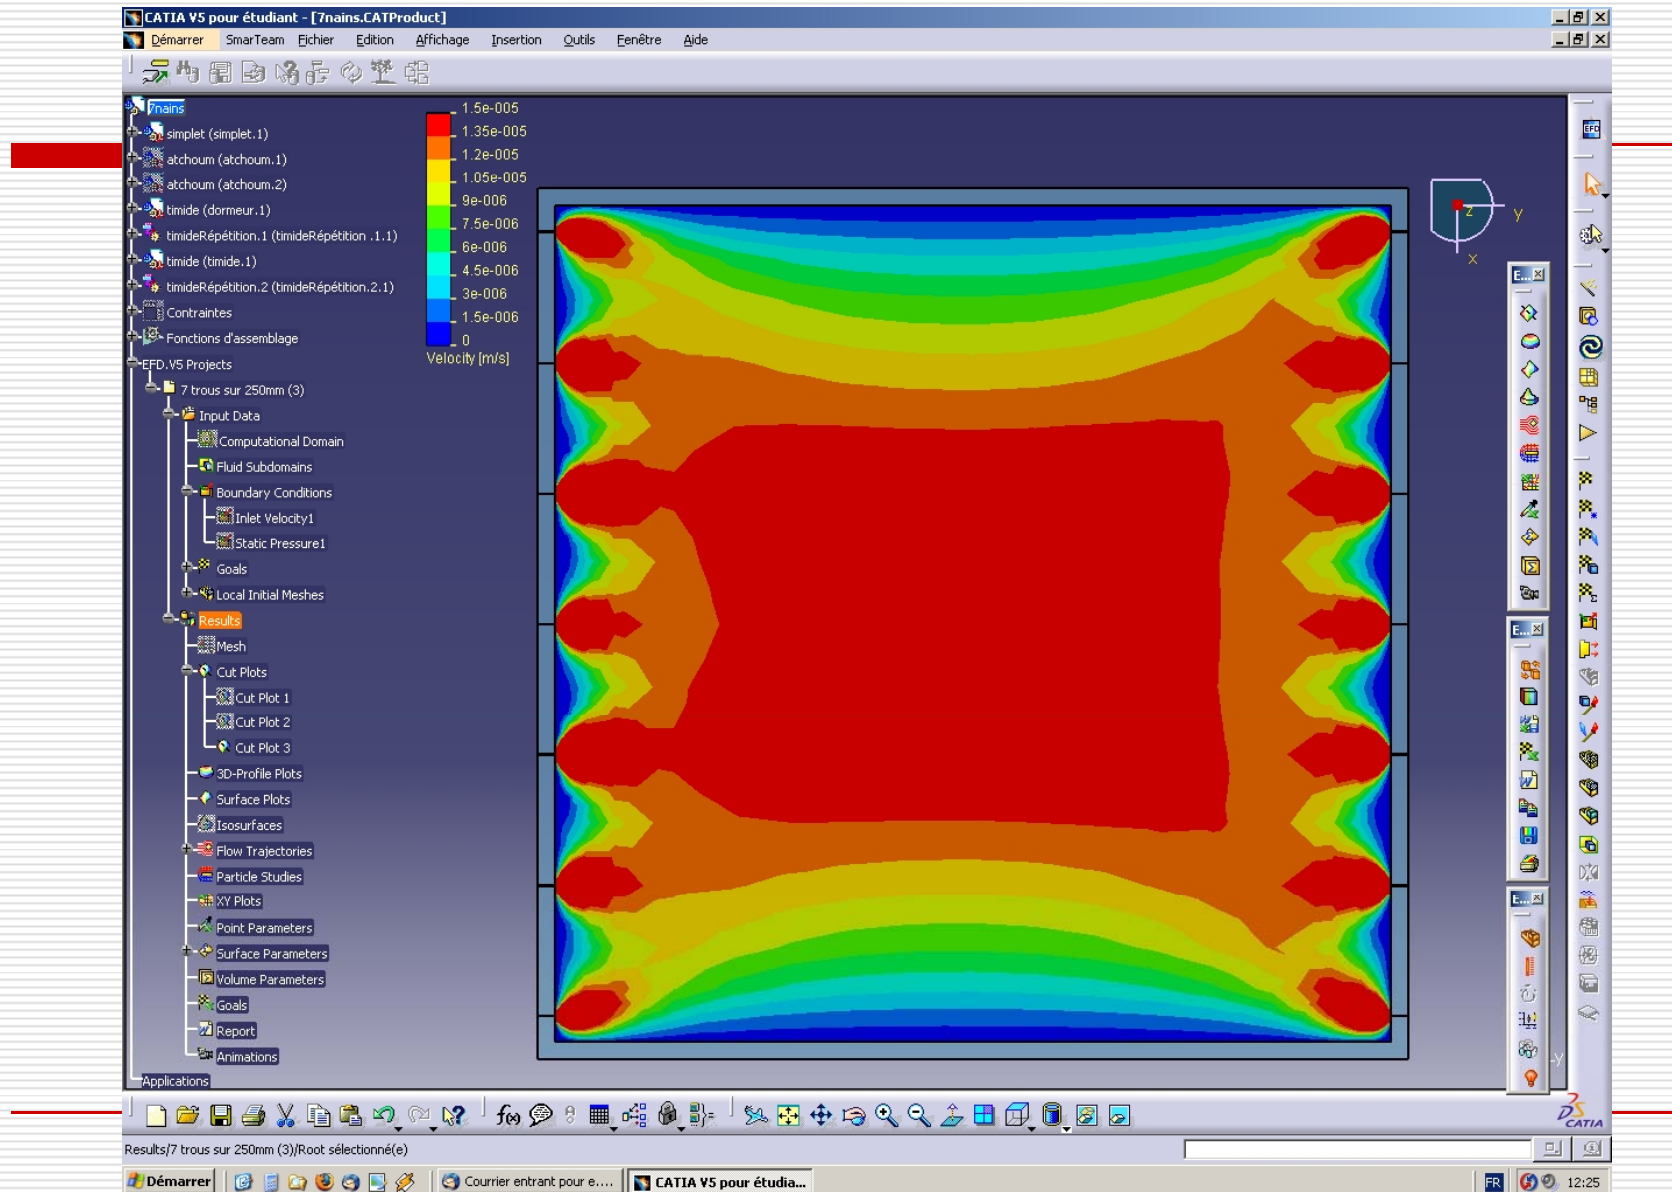 CATIA V5 pour étudiant - [7nains.CATProduct]
Démarrer SmarTeam Fichier Edition Affichage Insertion Outils Fenêtre Aide
7nains
simplet (simplet.1)
atchoum (atchoum.1)
atchoum (atchoum.2)
timide (dormeur.1)
timideRépétition.1 (timideRépétition .1.1)
timide (timide.1)
timideRépétition.2 (timideRépétition.2.1)
Contraintes
Fonctions d'assemblage
EFD.V5 Projects
7 trous sur 250mm (3)
Input Data
Computational Domain
Fluid Subdomains
Boundary Conditions
Inlet Velocity1
Static Pressure1
Goals
Local Initial Meshes
Results
Mesh
Cut Plots
Cut Plot 1
Cut Plot 2
Cut Plot 3
3D-Profile Plots
Surface Plots
Isosurfaces
Flow Trajectories
Particle Studies
XY Plots
Point Parameters
Surface Parameters
Volume Parameters
Goals
Report
Animations
Applications
1.5e-005
1.35e-005
1.2e-005
1.05e-005
9e-006
7.5e-006
6e-006
4.5e-006
3e-006
1.5e-006
0
Velocity [m/s]
z
y
x
EFD
E...
E...
E...
-y
f(x)
CATIA
Results/7 trous sur 250mm (3)/Root sélectionné(e)
Démarrer
Courrier entrant pour e....
CATIA V5 pour étudia...
FR
12:25